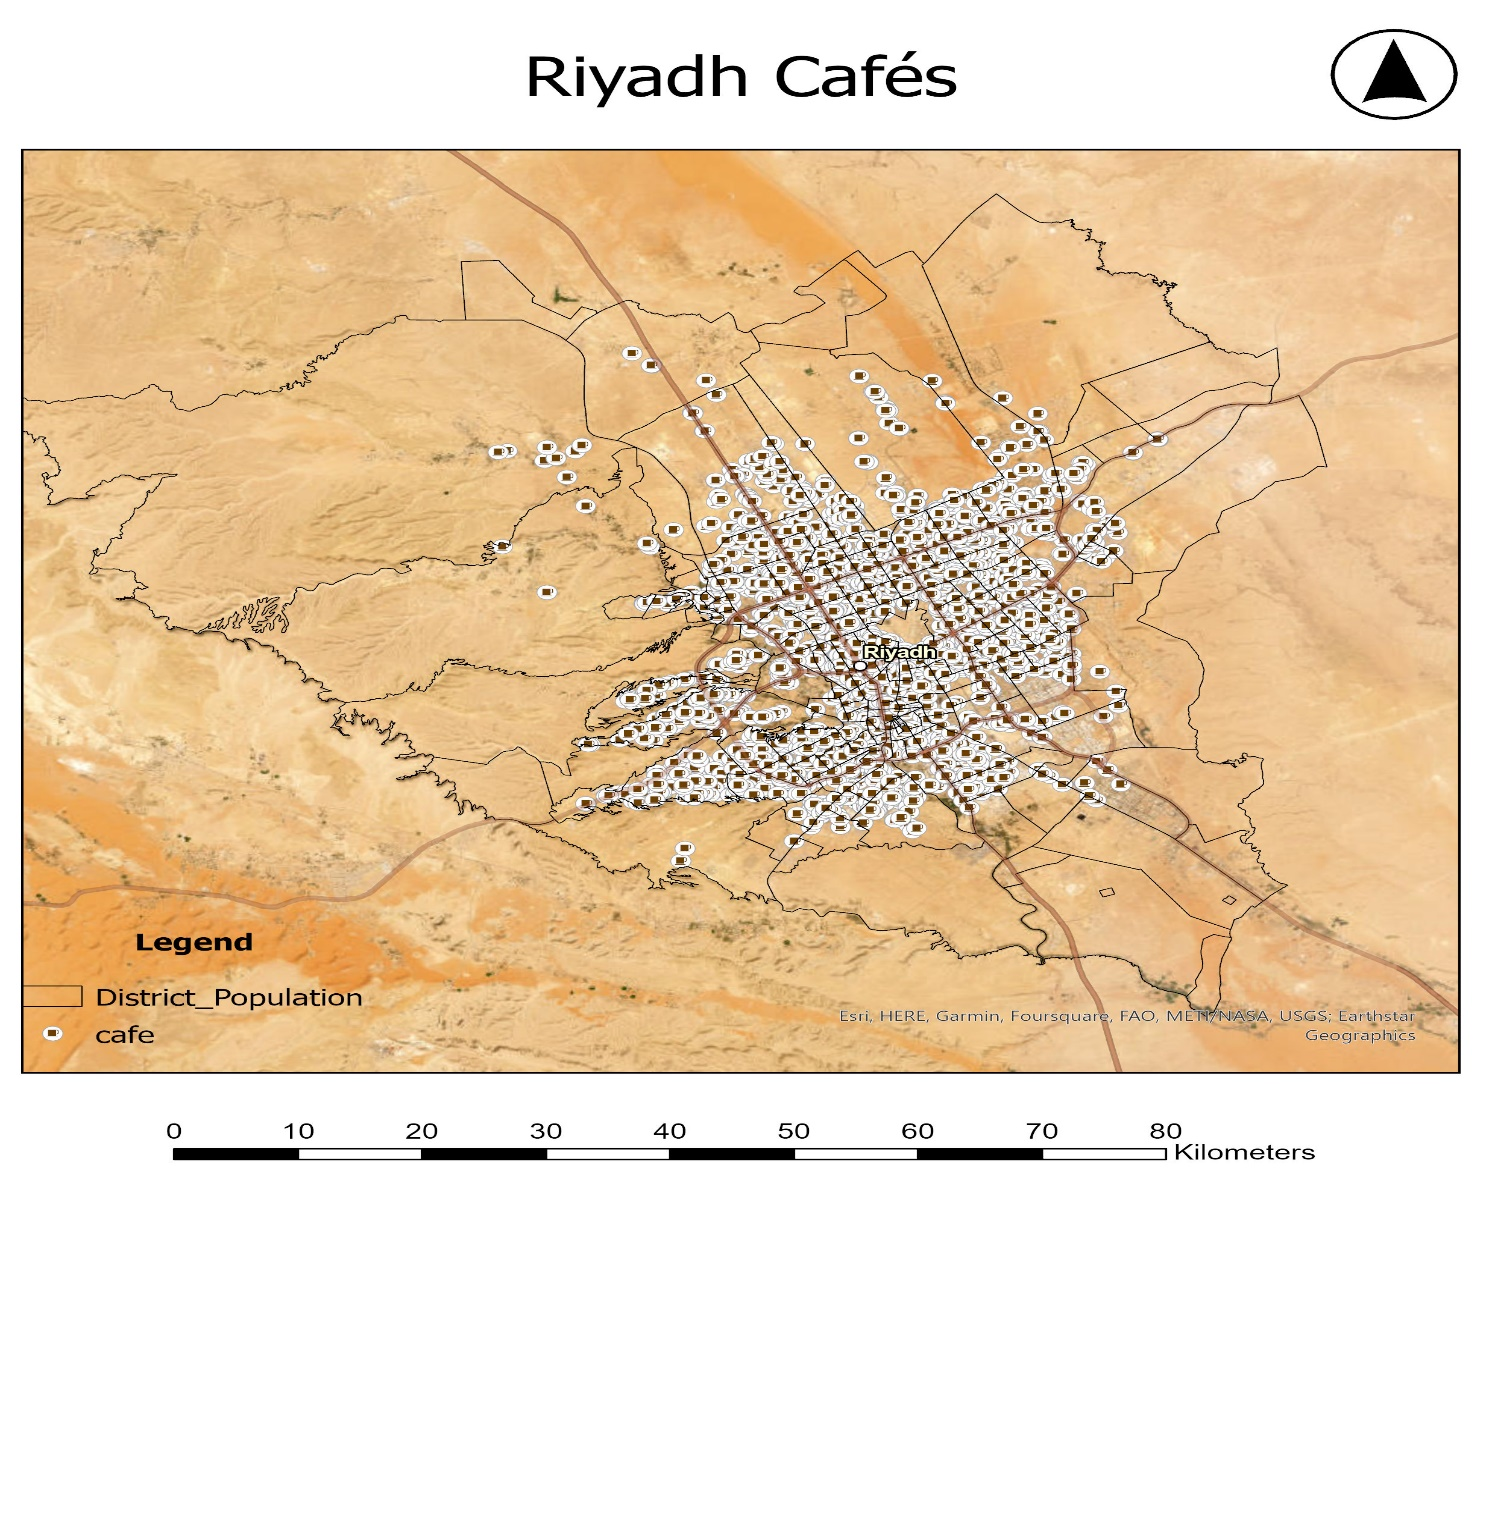 Riyadh Cafés
Riyadh
Legend
District_Population
cafe
Esri, HERE, Garmin, Foursquare, FAO, METI/NASA, USGS; Earthstar
Geographics
0 10 20 30 40 50 60 70 80
Kilometers